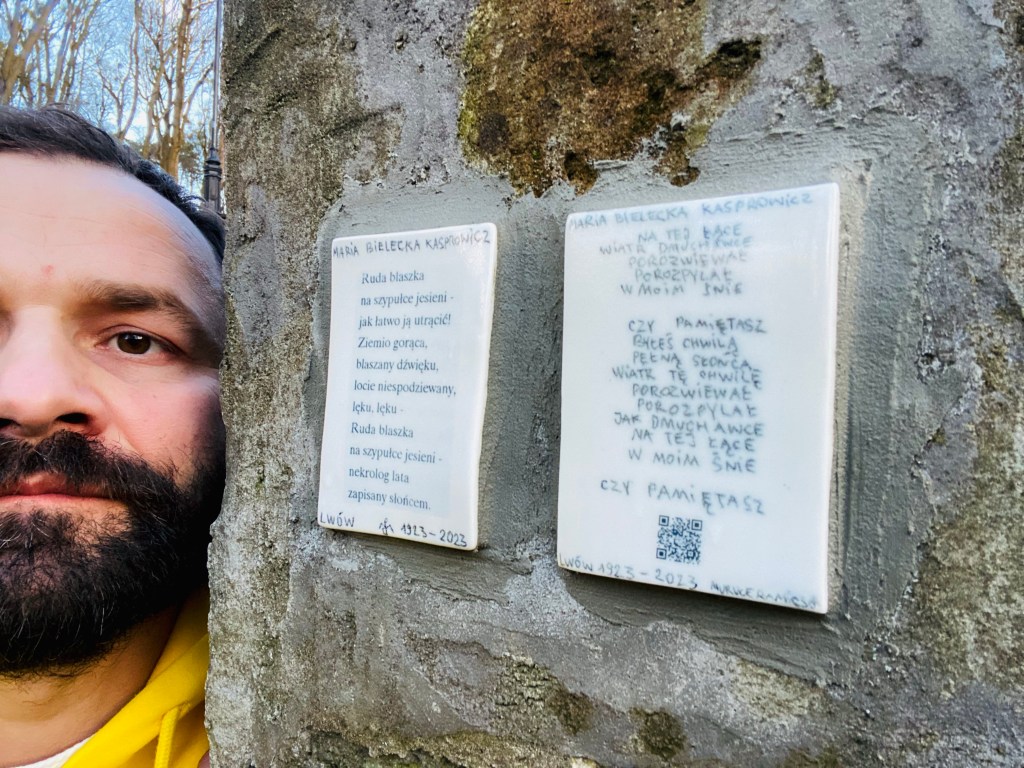 MARIA BIELECKA KASPROWICZ
Ruda blaszka
na szypułce jesieni -
jak łatwo ją utrącić!
Ziemio gorąca,
blaszany dźwięku,
locie niespodziewany,
lęku, lęku -
Ruda blaszka
na szypułce jesieni -
nekrolog lata
zapisany słońcem.
LWÓW 1923-2023
MARIA BIELECKA KASPROWICZ
NA TEJ ŁĄCE
WIATR DMUCHAWCE
POROZWIEWAŁ
POROZPYLAŁ
W MOIM ŚNIE
CZY PAMIĘTASZ
BYŁEŚ CHWILĄ
PEŁNĄ SŁOŃCA
WIATR TĘ CHWILĘ
POROZWIEWAŁ
POROZPYLAŁ
JAK DMUCHAWCE
NA TEJ ŁĄCE
W MOIM ŚNIE
CZY PAMIĘTASZ
LWÓW 1923-2023